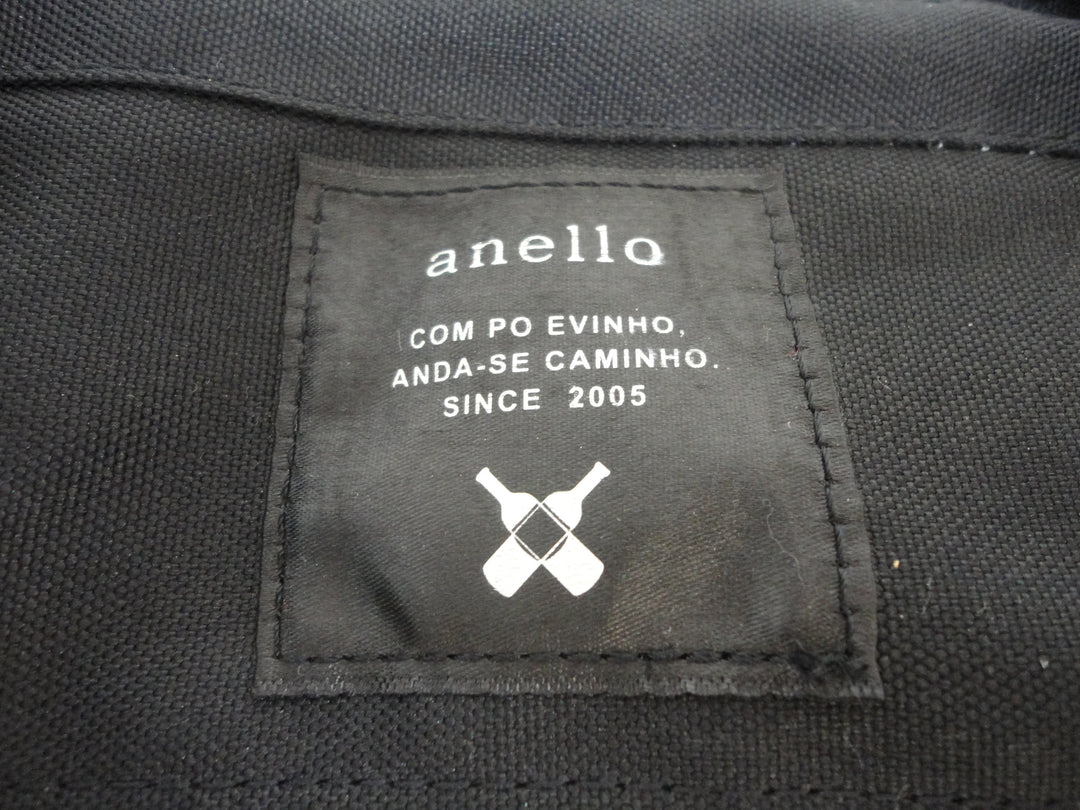 anello
COM PO EVINHO,
ANDA-SE CAMINHO.
SINCE 2005